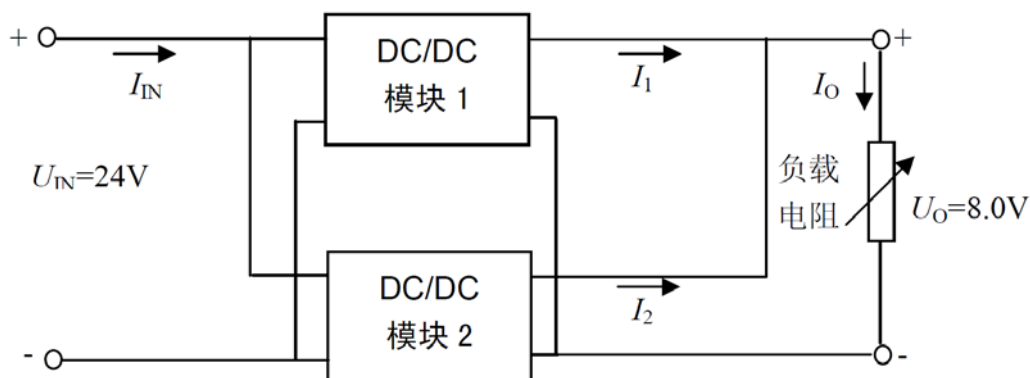 +
I_IN
DC/DC
模块 1
I_1
+
I_O
U_IN=24V
负载
电阻
U_O=8.0V
DC/DC
模块 2
I_2
-
-